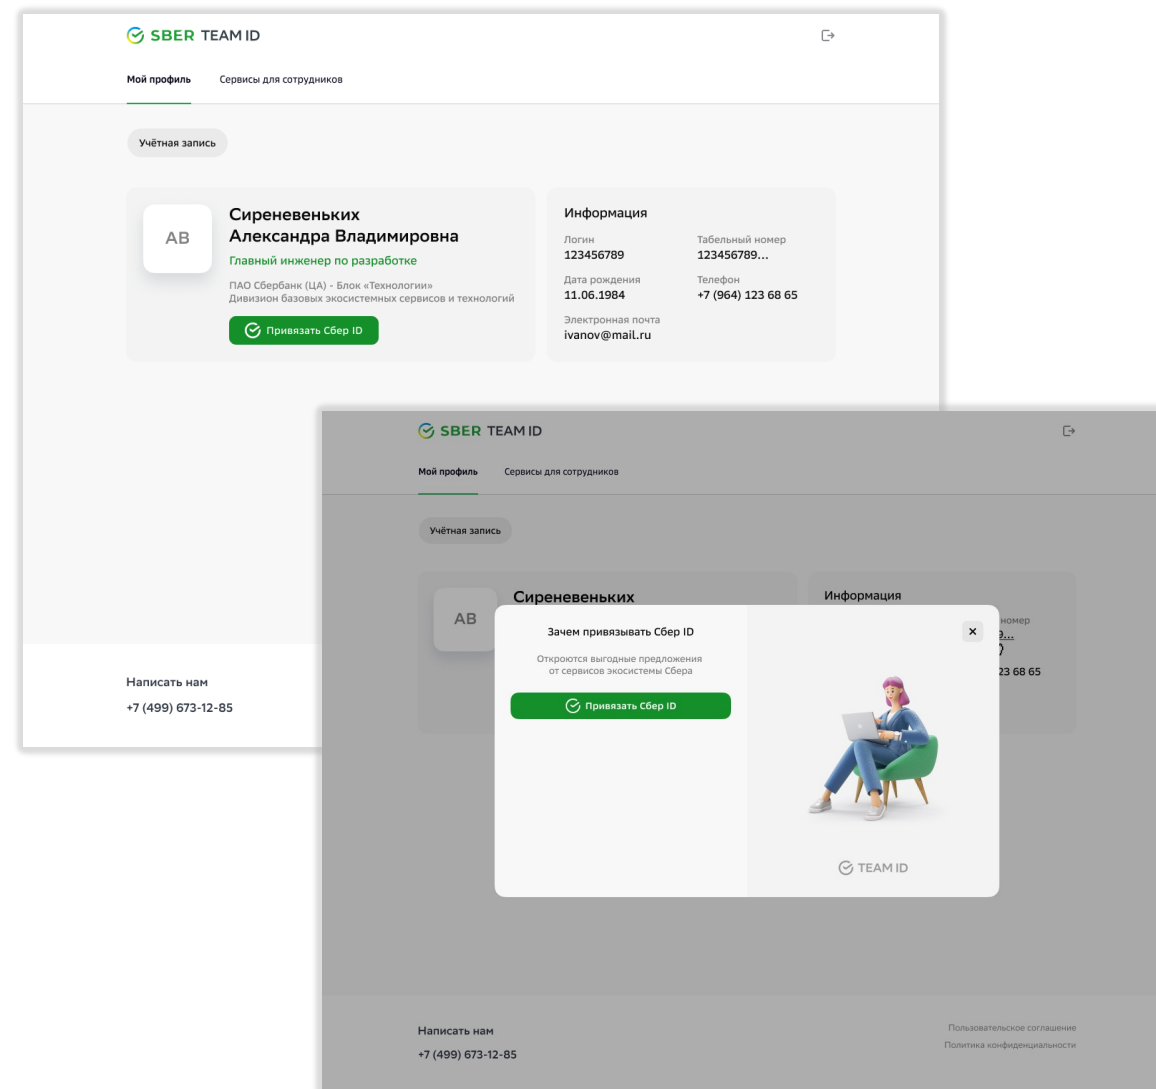 SBER TEAM ID
Мой профиль
Сервисы для сотрудников
Учётная запись
АВ
Сиреневеньких
Александра Владимировна
Главный инженер по разработке
ПАО Сбербанк (ЦА) - Блок «Технологии»
Дивизион базовых экосистемных сервисов и технологий
Привязать Сбер ID
Информация
Логин
123456789
Табельный номер
123456789...
Дата рождения
11.06.1984
Телефон
+7 (964) 123 68 65
Электронная почта
ivanov@mail.ru
Написать нам
+7 (499) 673-12-85
SBER TEAM ID
Мой профиль
Сервисы для сотрудников
Учётная запись
АВ
Сиреневеньких
Информация
номер
23 68 65
Зачем привязывать Сбер ID
Откроются выгодные предложения
от сервисов экосистемы Сбера
Привязать Сбер ID
TEAM ID
Написать нам
+7 (499) 673-12-85
Пользовательское соглашение
Политика конфиденциальности